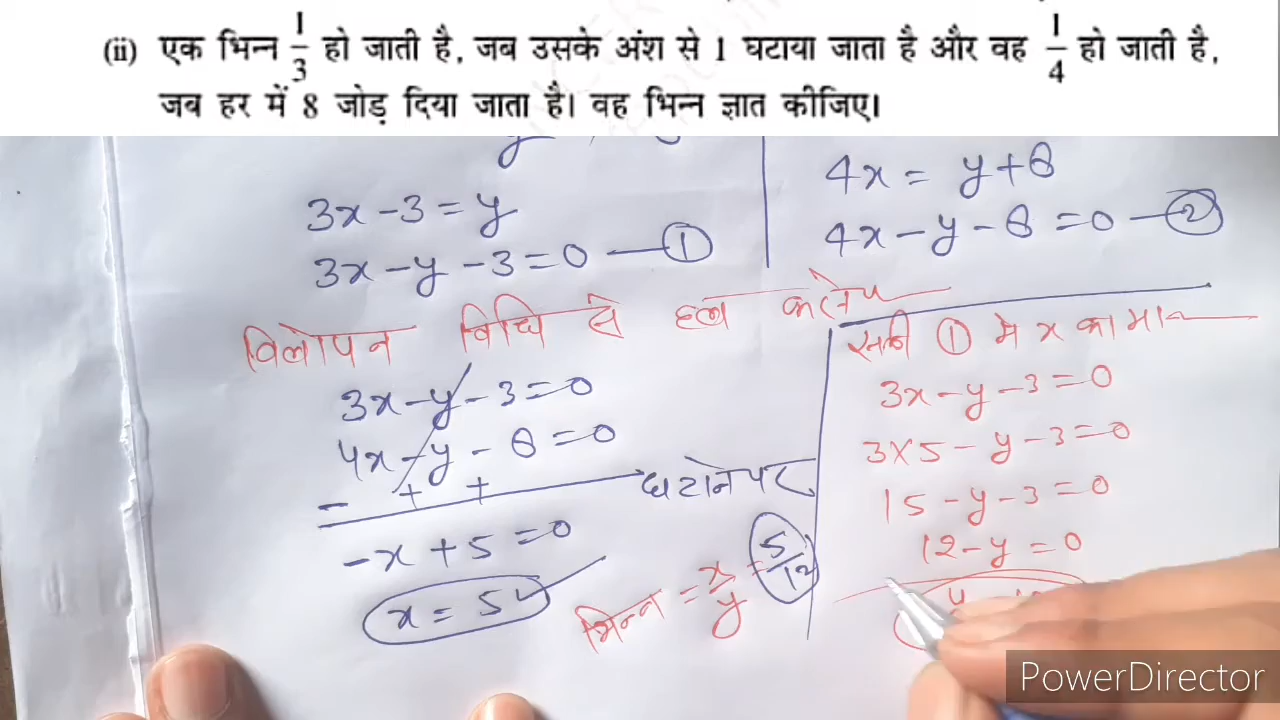 (ii) एक भिन्न 1/3 हो जाती है, जब उसके अंश से 1 घटाया जाता है और वह 1/4 हो जाती है,
जब हर में 8 जोड़ दिया जाता है। वह भिन्न ज्ञात कीजिए।
3x - 3 = y
3x - y - 3 = 0 — ①
4x = y + 8
4x - y - 8 = 0 — ②
विलोपन विधि से हल करने पर
3x - y - 3 = 0
4x - y - 8 = 0
- + +
घटाने पर
-x + 5 = 0
x = 5
भिन्न = x/y = 5/12
① में x का मान
3x - y - 3 = 0
3×5 - y - 3 = 0
15 - y - 3 = 0
12 - y = 0
PowerDirector